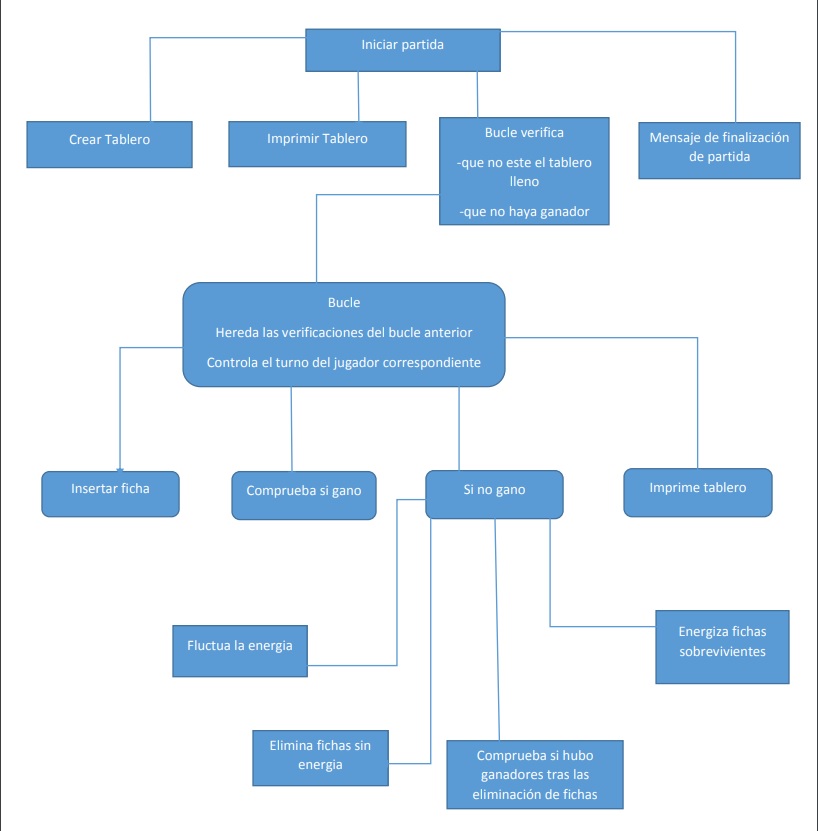 Iniciar partida
Crear Tablero
Imprimir Tablero
Bucle verifica
-que no este el tablero
lleno
-que no haya ganador
Mensaje de finalización
de partida
Bucle
Hereda las verificaciones del bucle anterior
Controla el turno del jugador correspondiente
Insertar ficha
Comprueba si gano
Si no gano
Imprime tablero
Fluctua la energia
Energiza fichas
sobrevivientes
Elimina fichas sin
energia
Comprueba si hubo
ganadores tras las
eliminación de fichas